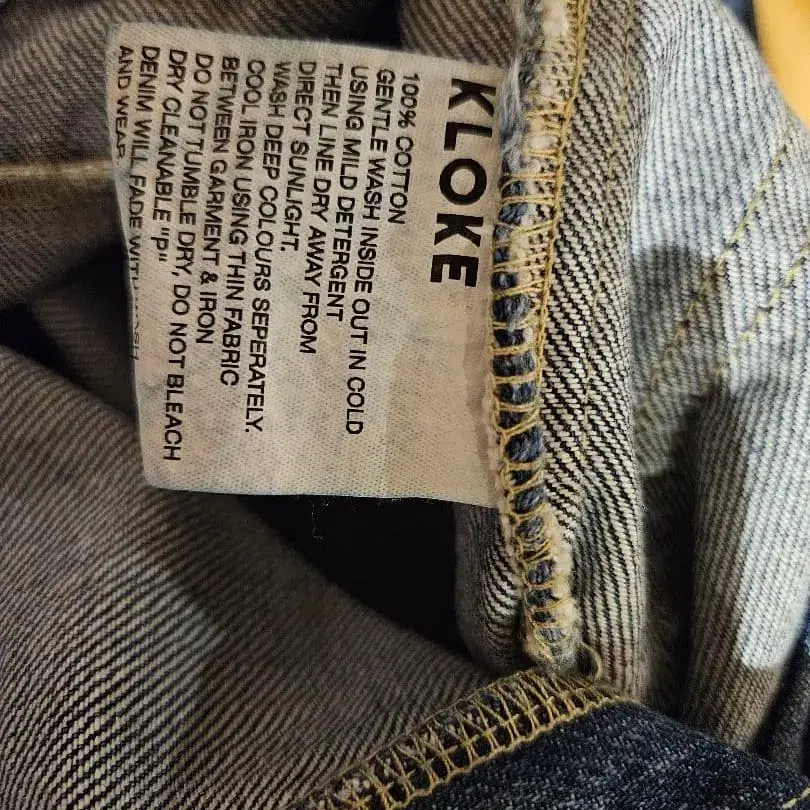 KLOKE
100% COTTON
GENTLE WASH INSIDE OUT IN COLD
USING MILD DETERGENT
THEN LINE DRY AWAY FROM
DIRECT SUNLIGHT.
WASH DEEP COLOURS SEPERATELY.
COOL IRON USING THIN FABRIC
BETWEEN GARMENT & IRON
DO NOT TUMBLE DRY, DO NOT BLEACH
DRY CLEANABLE "P"
DENIM WILL FADE WITH WASH
AND WEAR